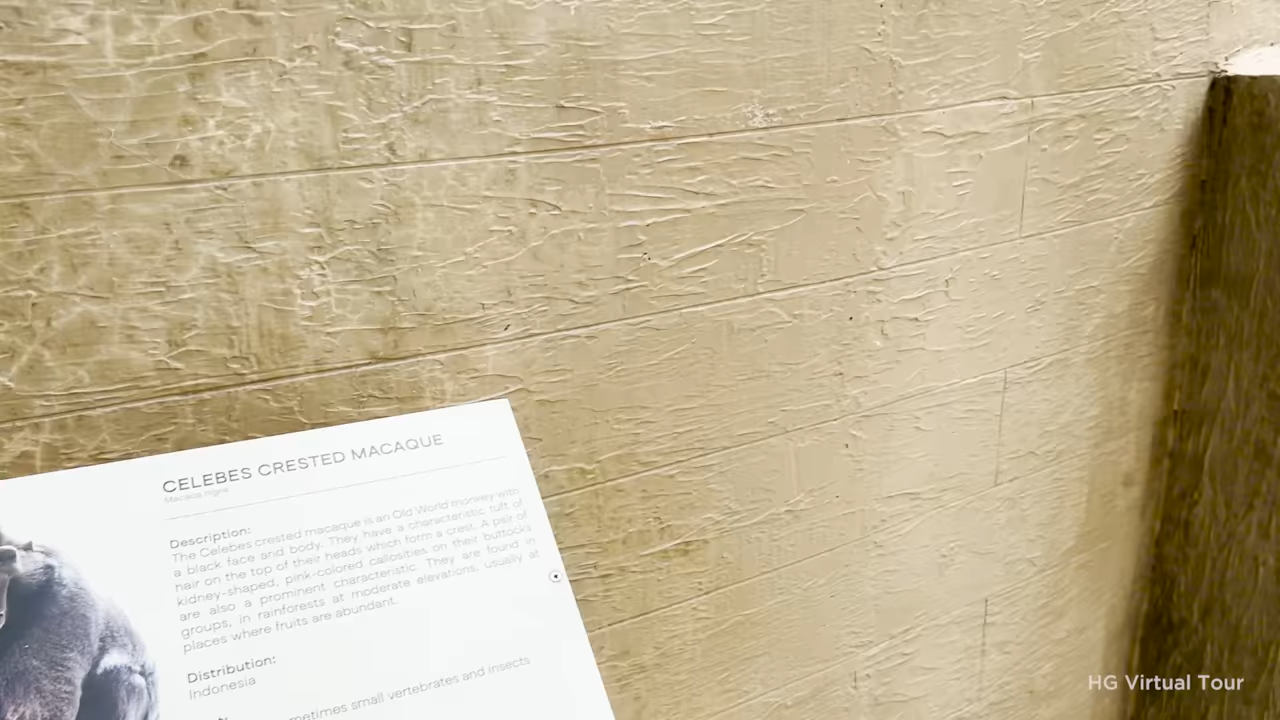 CELEBES CRESTED MACAQUE
Macaca nigra
Description:
The Celebes crested macaque is an Old World monkey with
a black face and body. They have a characteristic tuft of
hair on the top of their heads which form a crest. A pair of
kidney-shaped, pink-colored callosities on their buttocks
are also a prominent characteristic. They are found in
groups, in rainforests at moderate elevations, usually at
places where fruits are abundant.
Distribution:
Indonesia
small vertebrates and insects
HG Virtual Tour